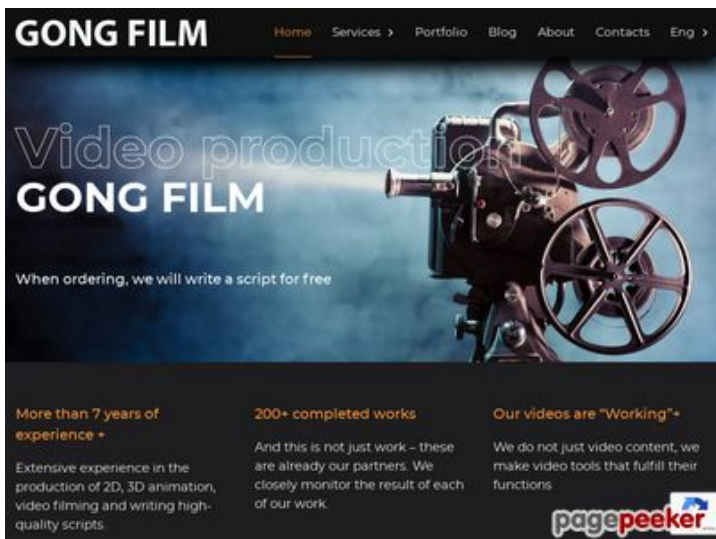 GONG FILM
Home Services Portfolio Blog About Contacts Eng
Video production
GONG FILM
When ordering, we will write a script for free
More than 7 years of
experience +
Extensive experience in the
production of 2D, 3D animation,
video filming and writing high-
quality scripts.
200+ completed works
And this is not just work – these
are already our partners. We
closely monitor the result of each
of our work.
Our videos are "Working"+
We do not just video content, we
make video tools that fulfill their
functions
pagepeeker